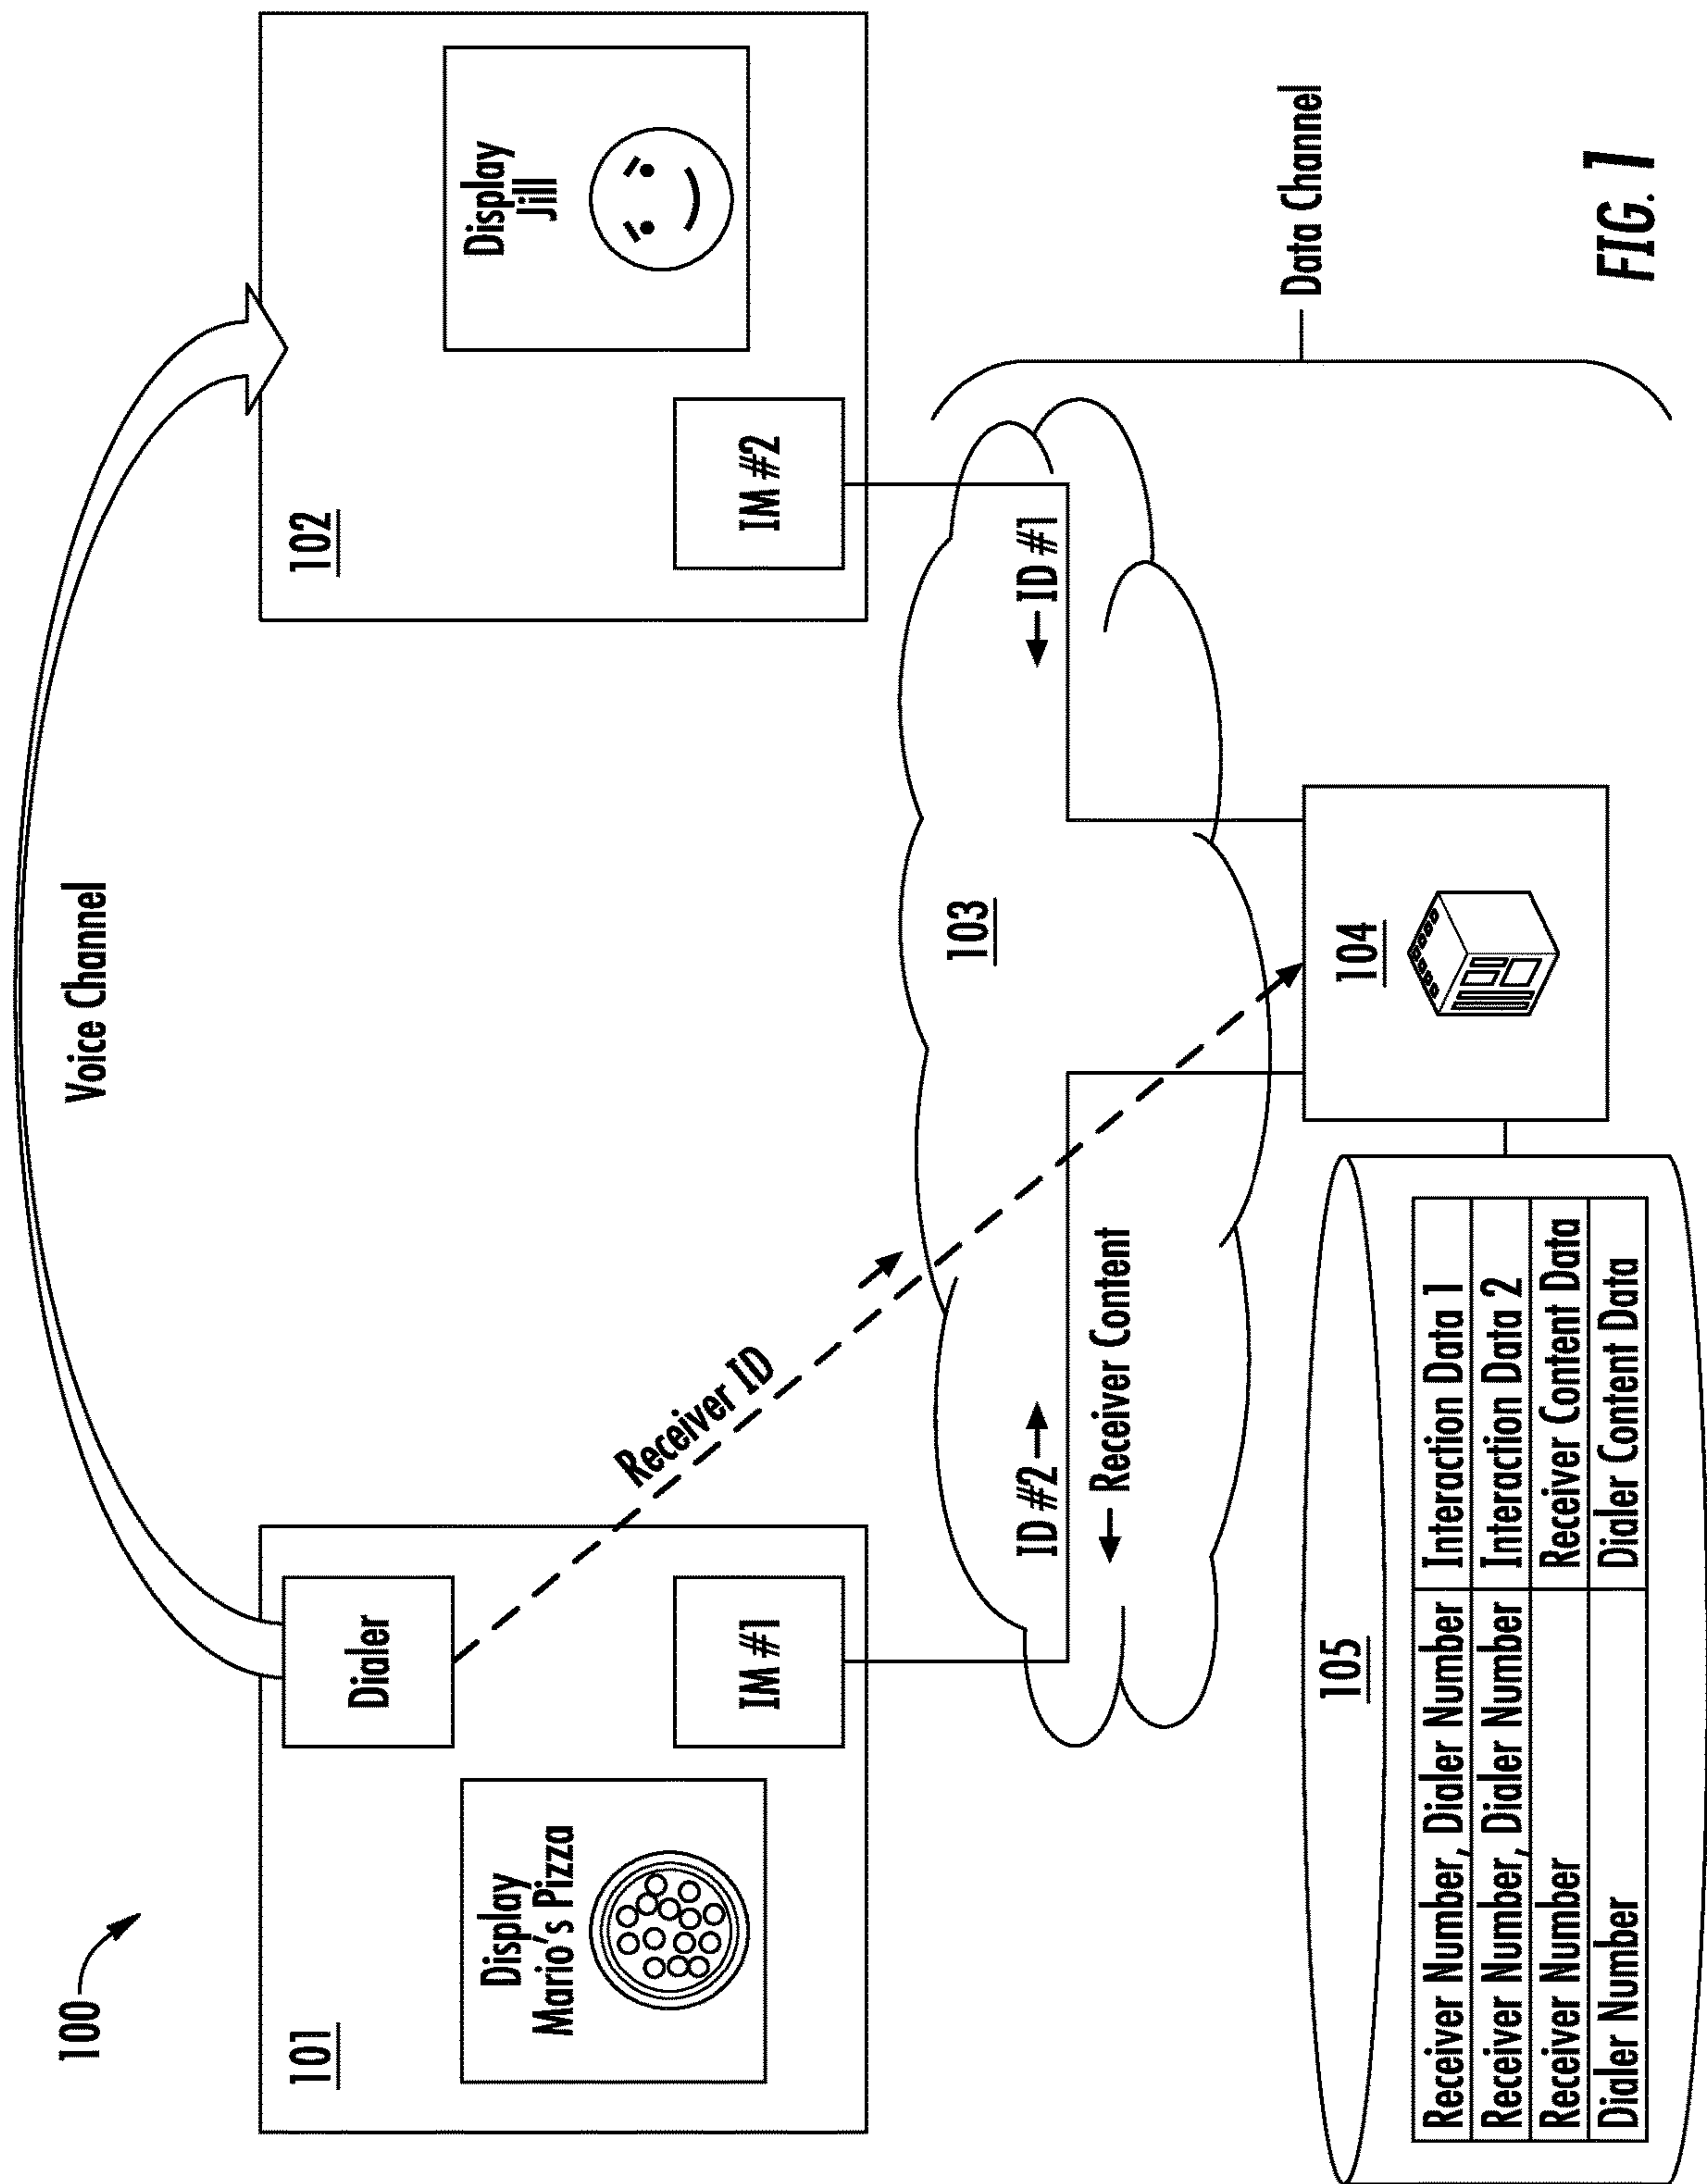 100
Voice Channel
101
Display
Mario's Pizza
Dialer
IM #1
102
Display
Jill
IM #2
Receiver ID
103
ID #2
Receiver Content
ID #1
Data Channel
104
105
Receiver Number, Dialer Number Interaction Data 1
Receiver Number, Dialer Number Interaction Data 2
Receiver Number Receiver Content Data
Dialer Number Dialer Content Data
FIG. 1